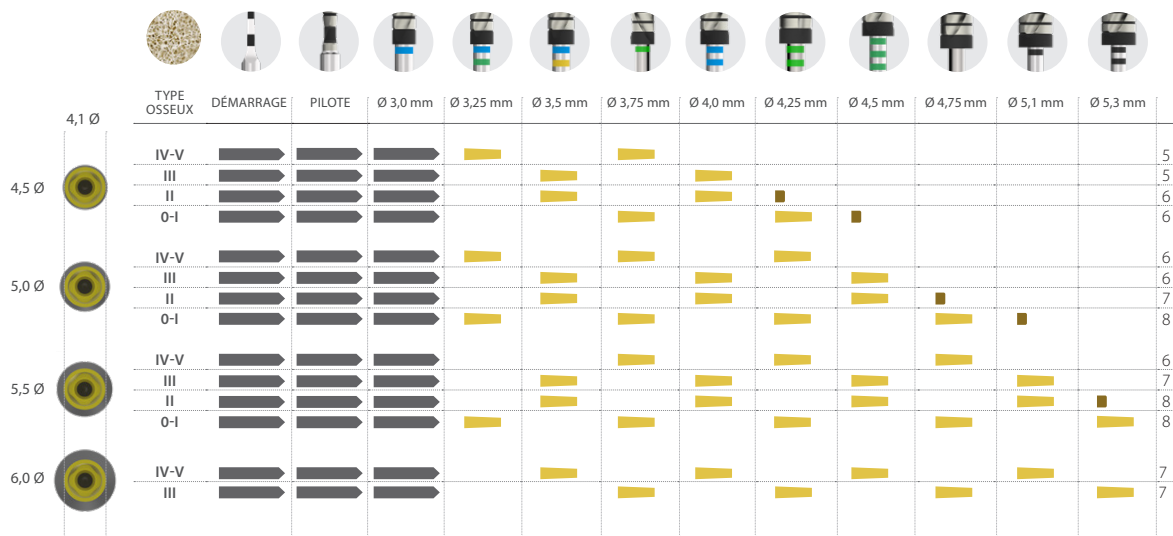 TYPE OSSEUX DÉMARRAGE PILOTE Ø 3,0 mm Ø 3,25 mm Ø 3,5 mm Ø 3,75 mm Ø 4,0 mm Ø 4,25 mm Ø 4,5 mm Ø 4,75 mm Ø 5,1 mm Ø 5,3 mm
4,1 Ø
IV-V 5
III 5
4,5 Ø
II 6
0-I 6
IV-V 6
III 6
5,0 Ø
II 7
0-I 8
IV-V 6
III 7
5,5 Ø
II 8
0-I 8
IV-V 7
6,0 Ø
III 7